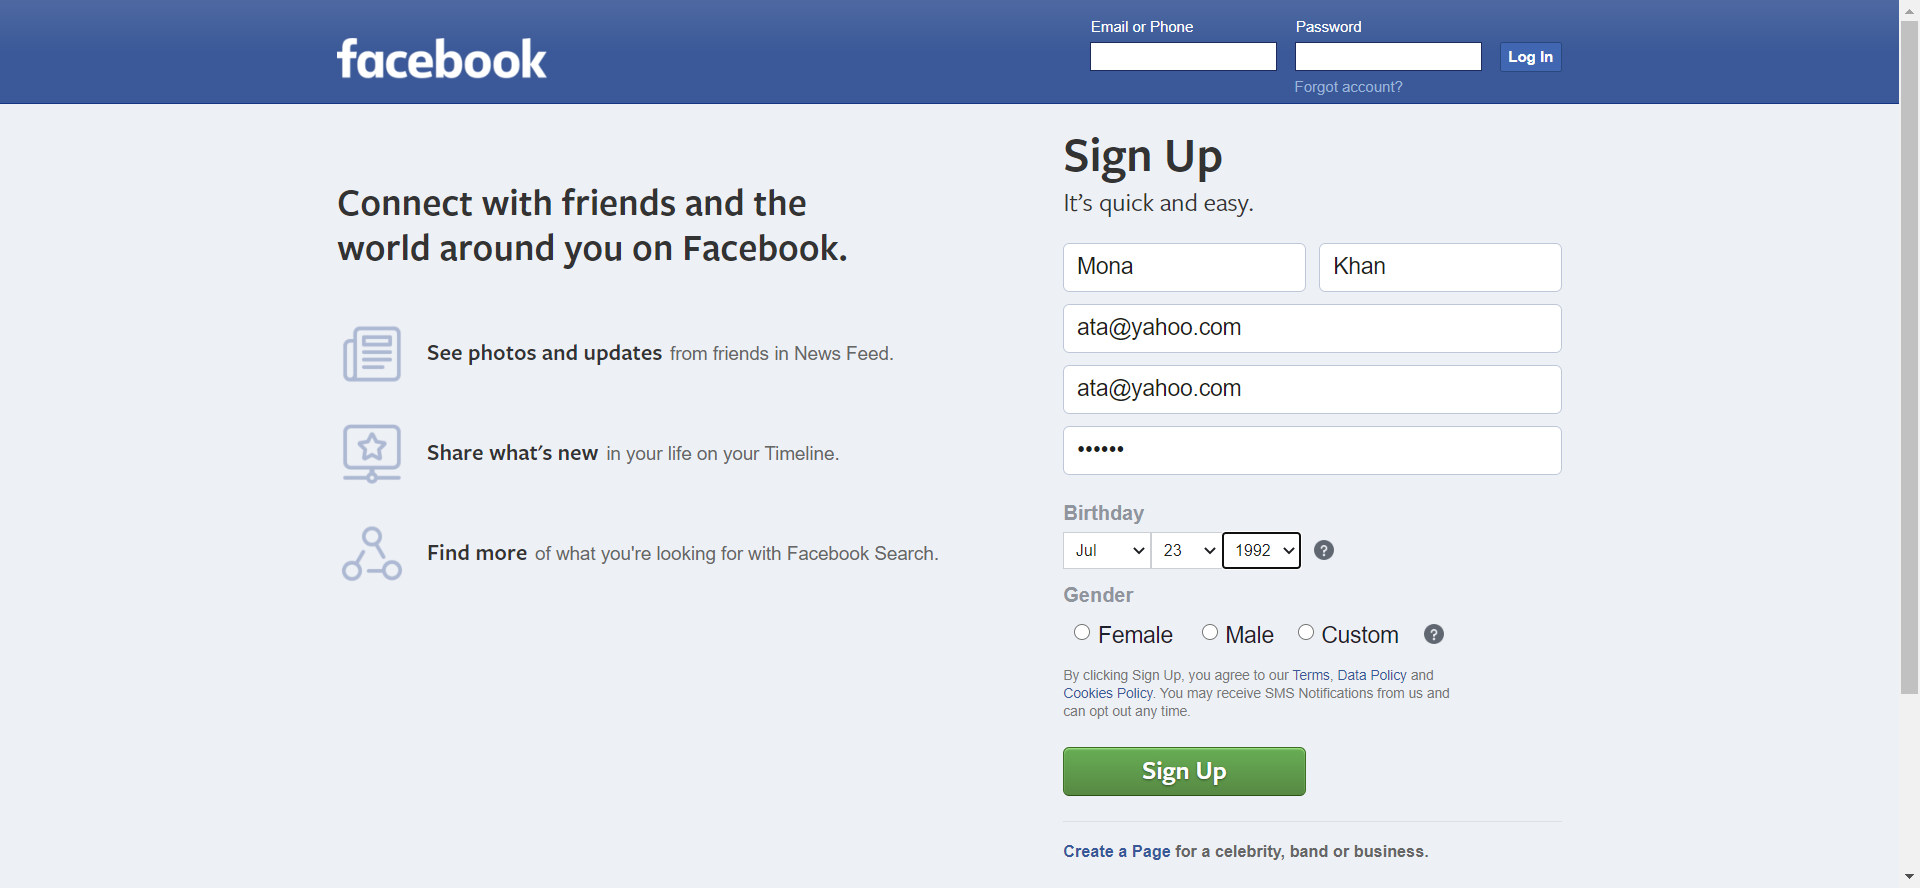 facebook
Email or Phone
Password
Log In
Forgot account?
Connect with friends and the
world around you on Facebook.
See photos and updates from friends in News Feed.
Share what's new in your life on your Timeline.
Find more of what you're looking for with Facebook Search.
Sign Up
It's quick and easy.
Mona Khan
ata@yahoo.com
ata@yahoo.com
••••••
Birthday
Jul 23 1992 ?
Gender
Female Male Custom ?
By clicking Sign Up, you agree to our Terms, Data Policy and
Cookies Policy. You may receive SMS Notifications from us and
can opt out any time.
Sign Up
Create a Page for a celebrity, band or business.